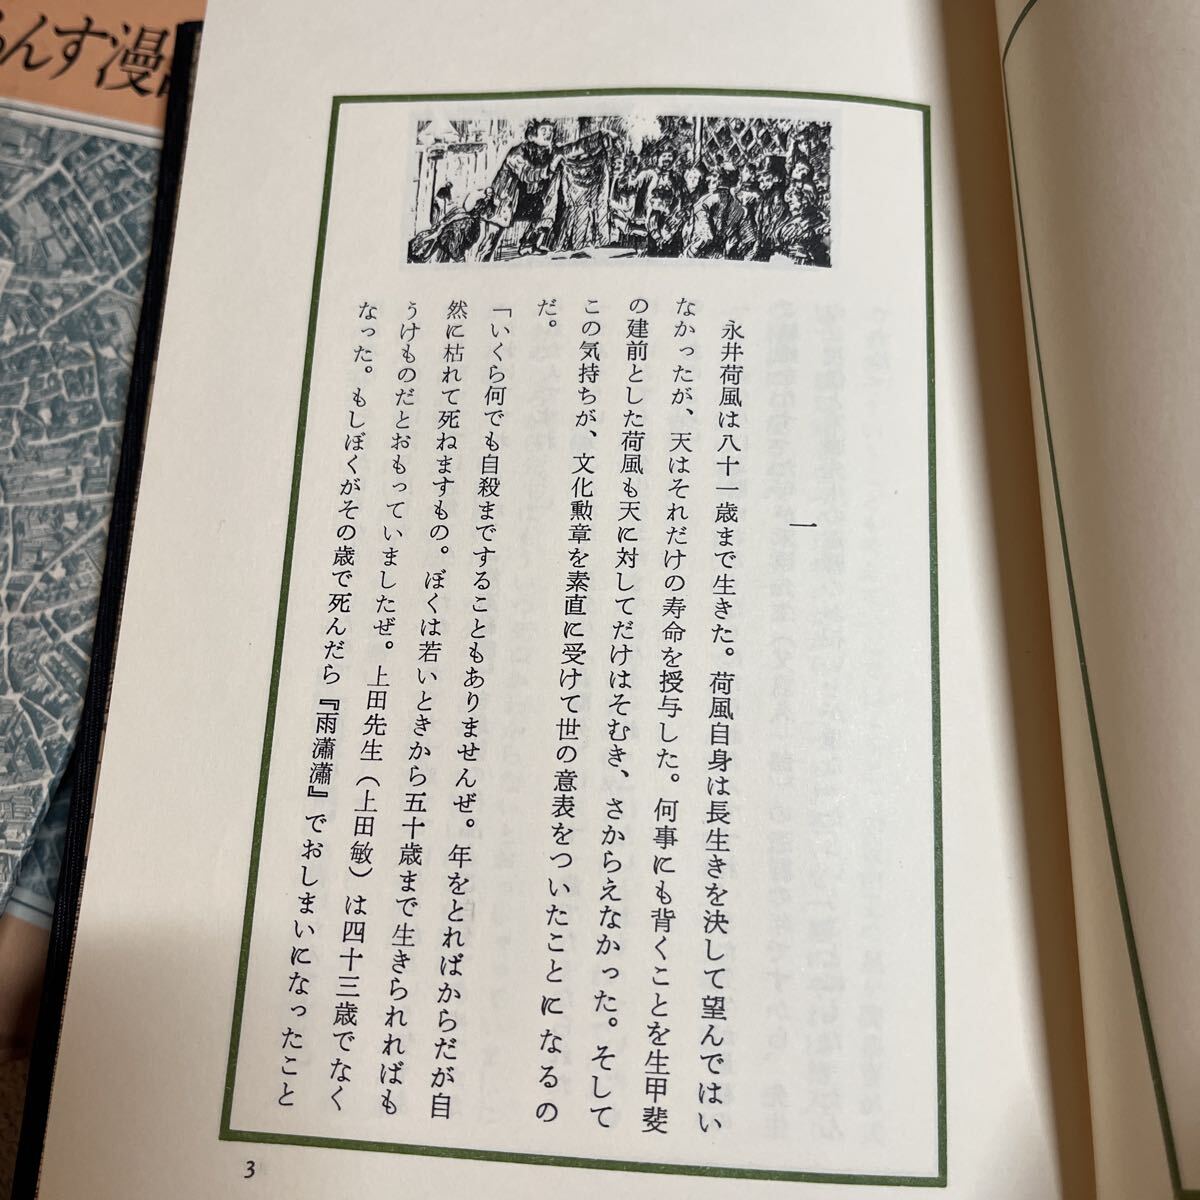 んす漫
一
永井荷風は八十一歳まで生きた。荷風自身は長生きを決して望んではい
なかったが、天はそれだけの寿命を授与した。何事にも背くことを生甲斐
の建前とした荷風も天に対してだけはそむき、さからえなかった。そして
この気持ちが、文化勲章を素直に受けて世の意表をついたことになるの
だ。
「いくら何でも自殺まですることもありませんぜ。年をとればからだが自
然に枯れて死ねますもの。ぼくは若いときから五十歳まで生きられればも
うけものだとおもっていましたぜ。上田先生（上田敏）は四十三歳でなく
なった。もしぼくがその歳で死んだら『雨瀟瀟』でおしまいになったこと
3